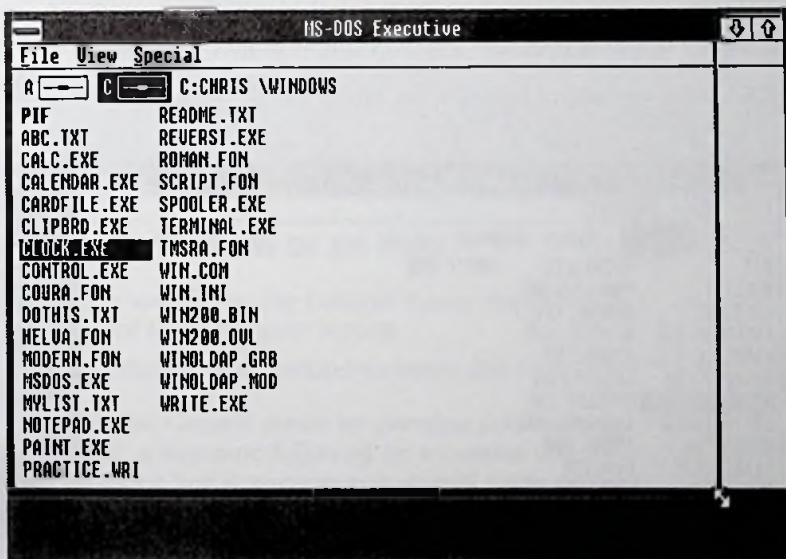 MS-DOS Executive
File View Special
A C C:CHRIS \WINDOWS
PIF README.TXT
ABC.TXT REVERSI.EXE
CALC.EXE ROMAN.FON
CALENDAR.EXE SCRIPT.FON
CARDFILE.EXE SPOOLER.EXE
CLIPBRD.EXE TERMINAL.EXE
CLOCK.EXE TMSRA.FON
CONTROL.EXE WIN.COM
COURA.FON WIN.INI
DOTHIS.TXT WIN200.BIN
HELVA.FON WIN200.OVL
MODERN.FON WINOLDAP.GRB
MSDOS.EXE WINOLDAP.MOD
MYLIST.TXT WRITE.EXE
NOTEPAD.EXE
PAINT.EXE
PRACTICE.WRI